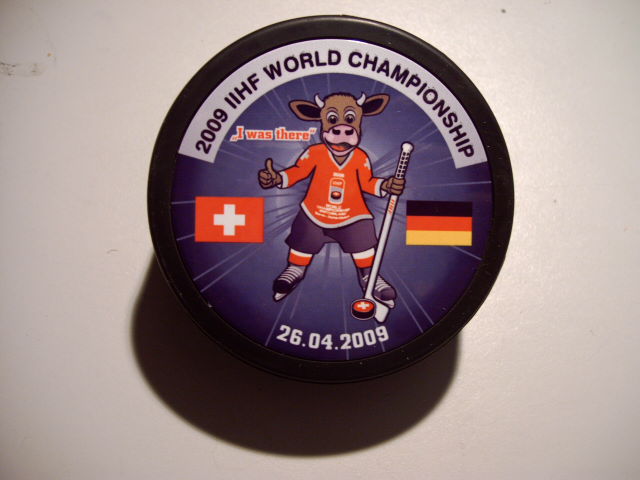 2009 IIHF WORLD CHAMPIONSHIP
„I was there“
26.04.2009